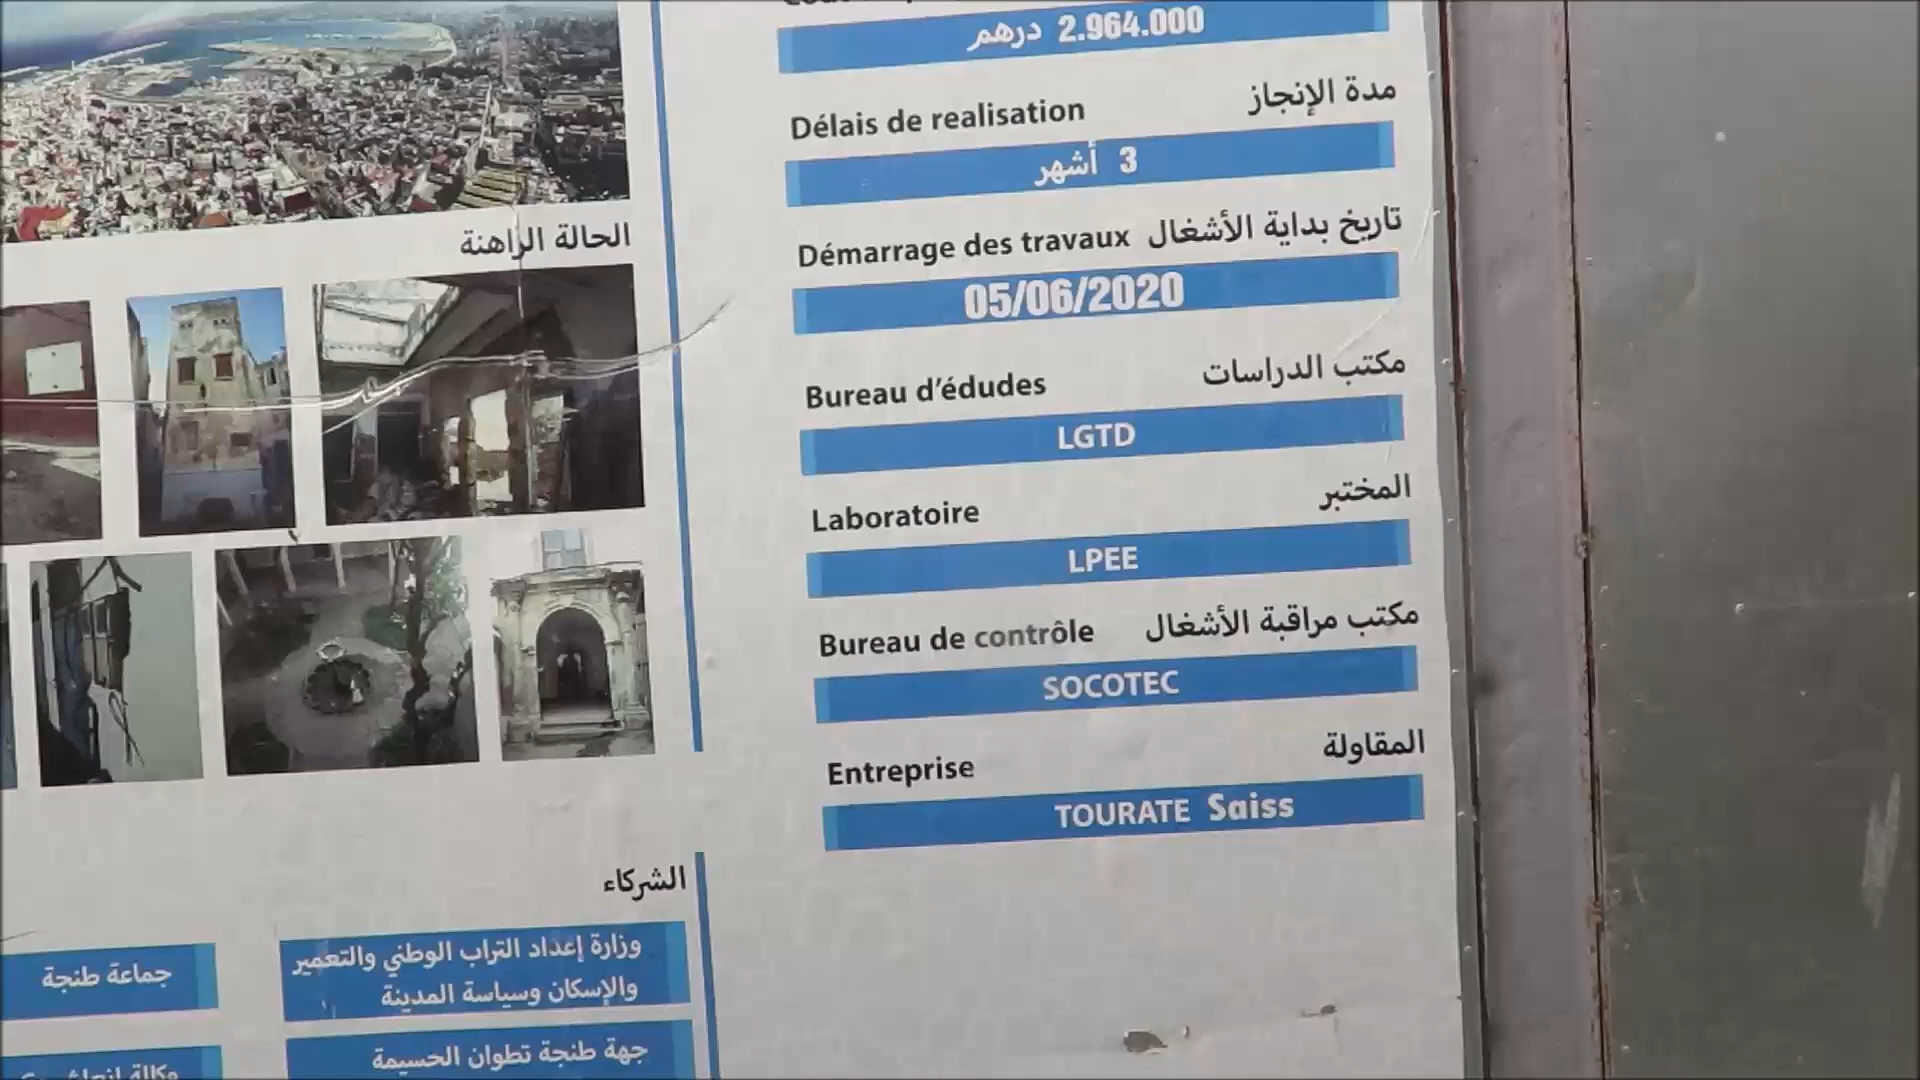 2.964.000 درهم
Délais de realisation مدة الإنجاز
3 أشهر
Démarrage des travaux تاريخ بداية الأشغال
05/06/2020
Bureau d'édudes مكتب الدراسات
LGTD
Laboratoire المختبر
LPEE
Bureau de contrôle مكتب مراقبة الأشغال
SOCOTEC
Entreprise المقاولة
TOURATE Saiss
الحالة الراهنة
الشركاء
وزارة إعداد التراب الوطني والتعمير
والإسكان وسياسة المدينة
جماعة طنجة
جهة طنجة تطوان الحسيمة
وكالة